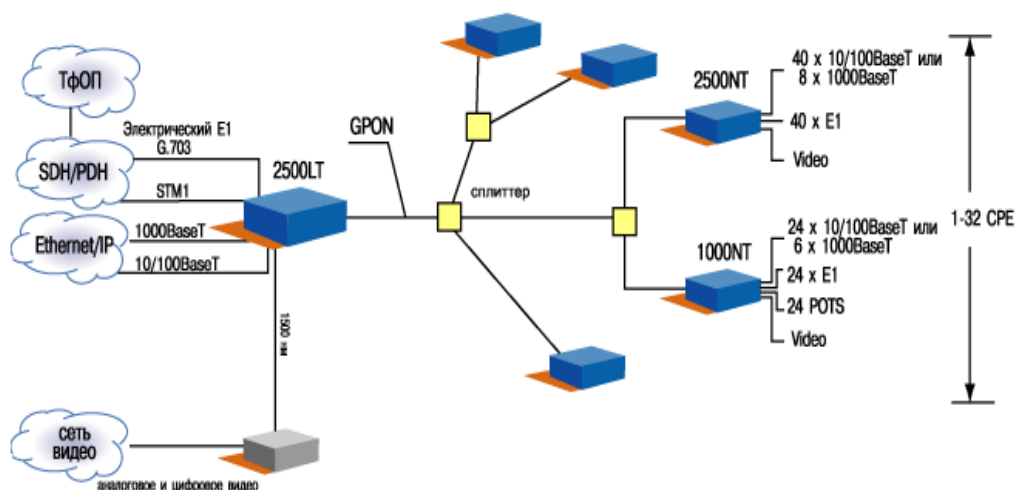 ТфОП
Электрический E1
G.703
SDH/PDH
STM1
Ethernet/IP
1000BaseT
10/100BaseT
2500LT
GPON
сплиттер
1500 нм
сеть
видео
аналоговое и цифровое видео
2500NT
40 x 10/100BaseT или
8 x 1000BaseT
40 x E1
Video
1000NT
24 x 10/100BaseT или
6 x 1000BaseT
24 x E1
24 POTS
Video
1-32 CPE